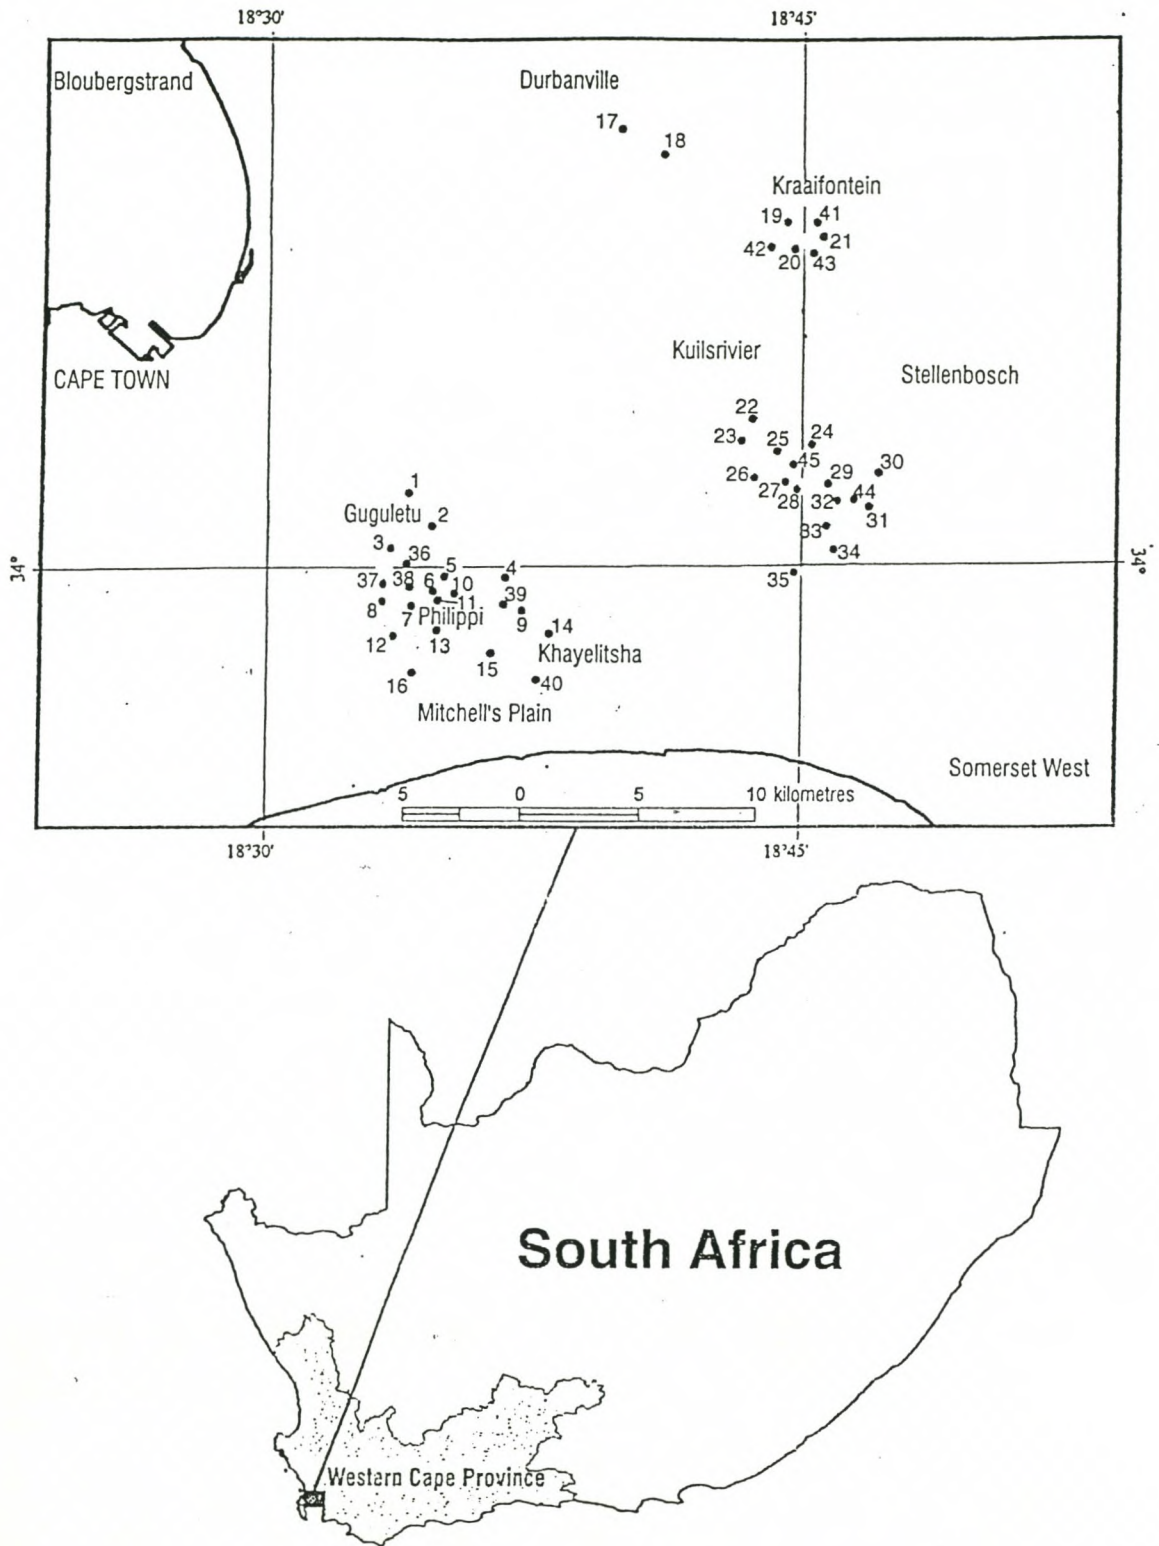 18°30' 18°45'
Bloubergstrand Durbanville
17
18
Kraaifontein
19 41
21
42 20 43
Kuilsrivier
CAPE TOWN Stellenbosch
22
23 25 24
45
26 29 30
27 28 32 44
31
33
34
35
1
Guguletu 2
3 36
34° 34°
5 4
37 38 6 10
8 7 11 39
Philippi 9
12 13 14
15 Khayelitsha
16 40
Mitchell's Plain
Somerset West
5 0 5 10 kilometres
18°30' 18°45'
South Africa
Western Cape Province